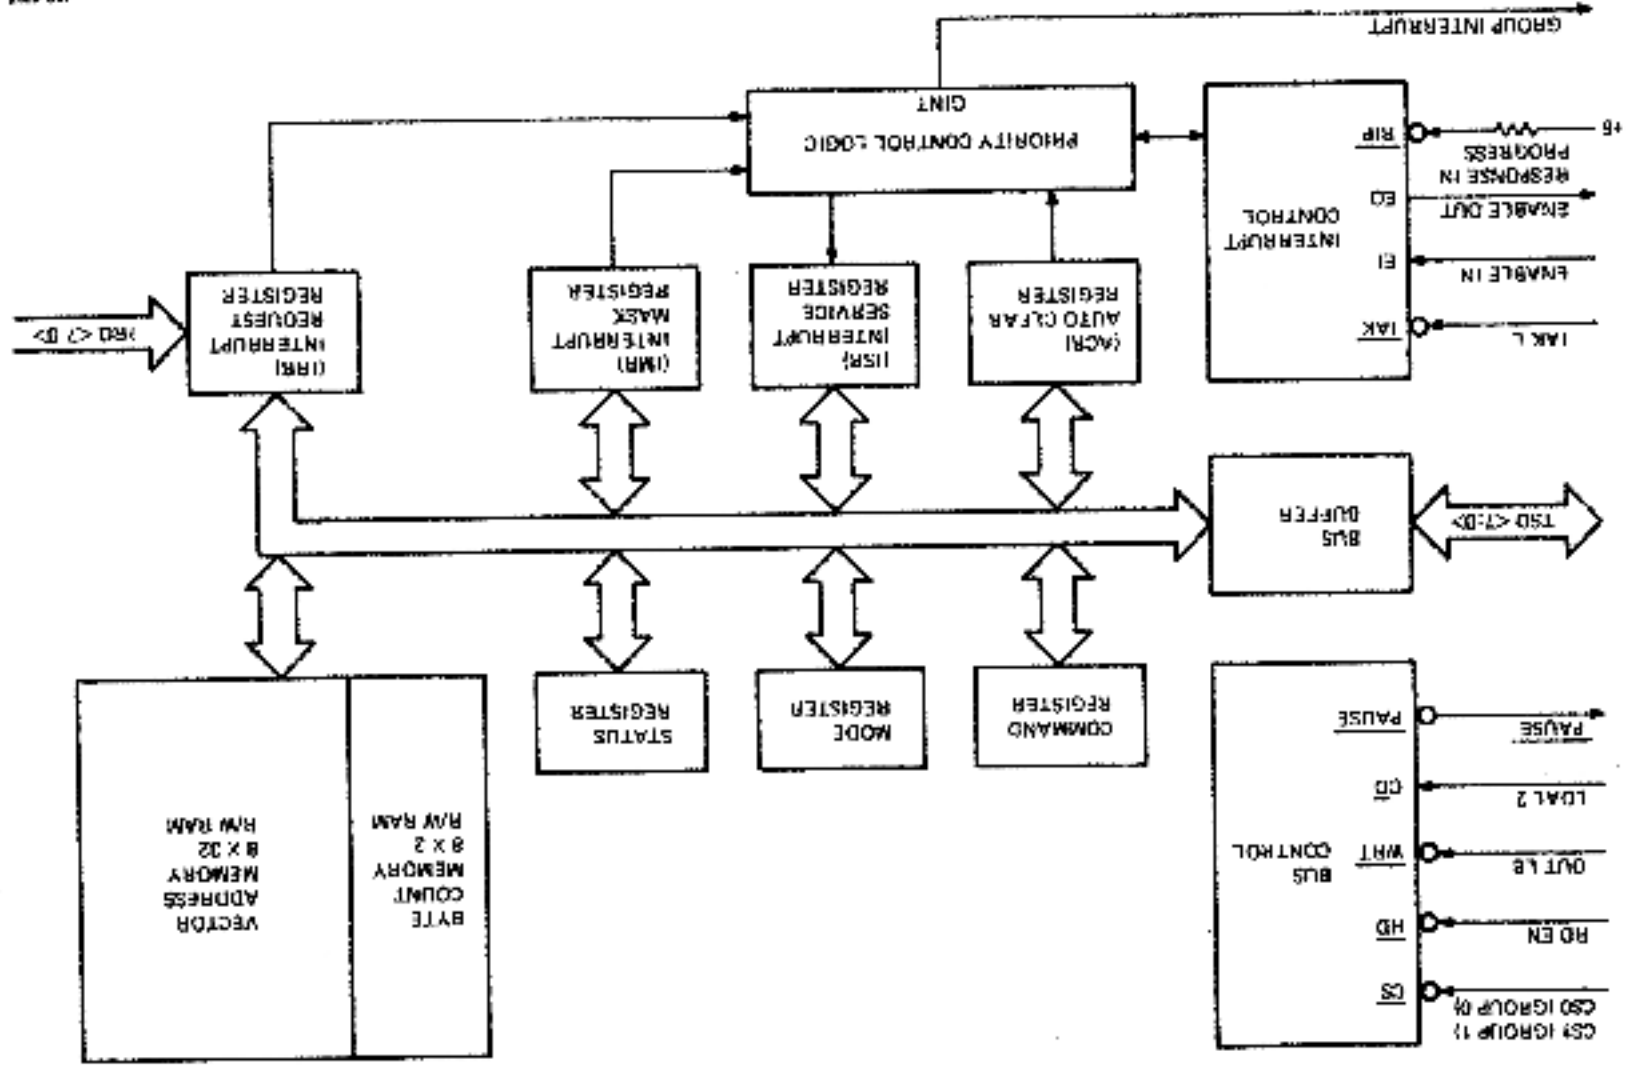 CS1 (GROUP 1)
CS0 (GROUP 0)
CS
RD EN
RD
OUT LB
WRT
LDAL 2
CD
PAUSE
PAUSE
BUS
CONTROL
BYTE
COUNT
MEMORY
8 X 2
R/W RAM
VECTOR
ADDRESS
MEMORY
8 X 32
R/W RAM
COMMAND
REGISTER
MODE
REGISTER
STATUS
REGISTER
TSD <7:0>
BUS
BUFFER
IAK L
IAK
ENABLE IN
EI
ENABLE OUT
EO
RESPONSE IN
PROGRESS
RIP
+5
INTERRUPT
CONTROL
(ACR)
AUTO CLEAR
REGISTER
(ISR)
INTERRUPT
SERVICE
REGISTER
(IMR)
INTERRUPT
MASK
REGISTER
(IRR)
INTERRUPT
REQUEST
REGISTER
IRQ <7:0>
PRIORITY CONTROL LOGIC
GINT
GROUP INTERRUPT